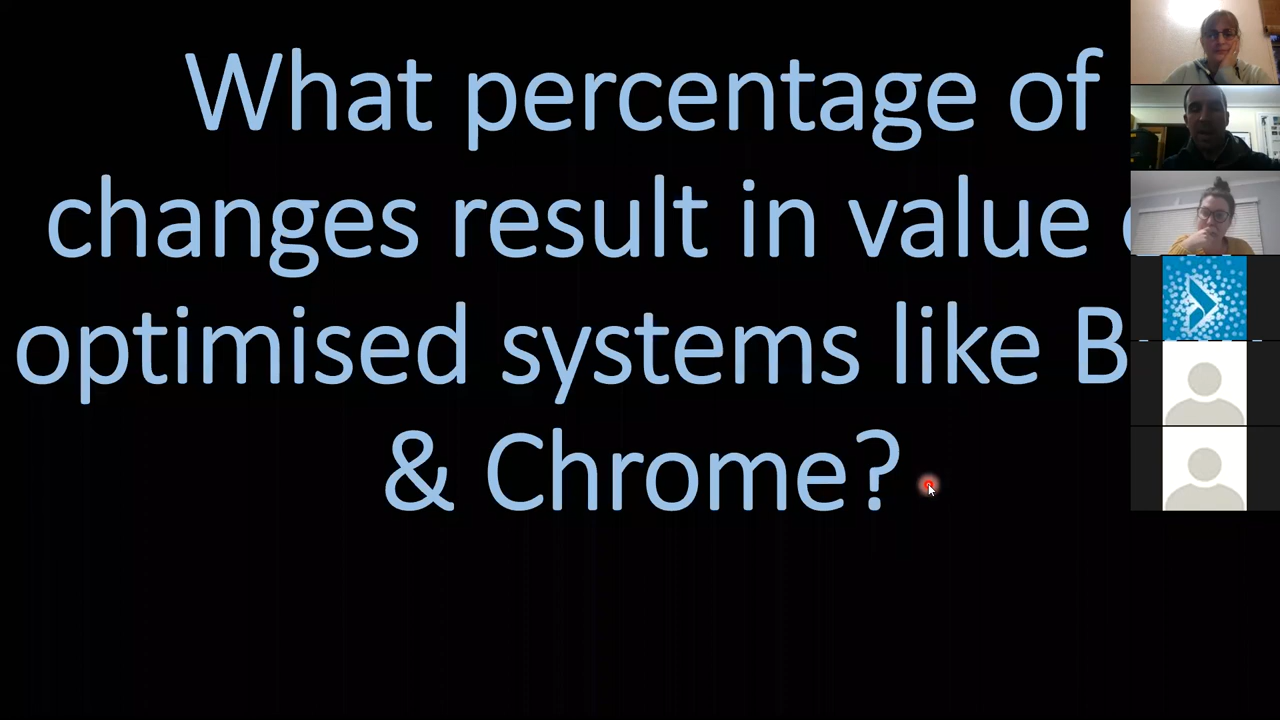 What percentage of
changes result in value
optimised systems like
& Chrome?